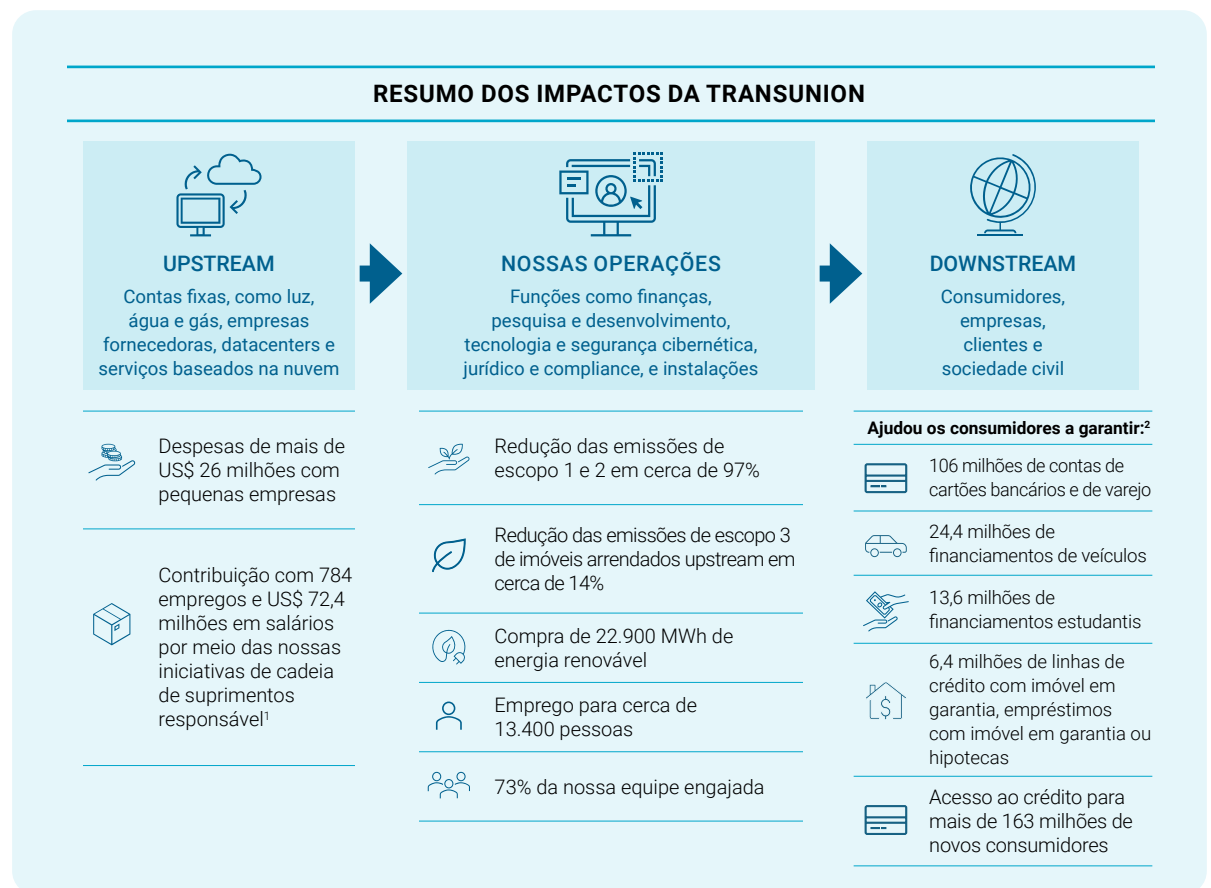 RESUMO DOS IMPACTOS DA TRANSUNION
UPSTREAM
Contas fixas, como luz,
água e gás, empresas
fornecedoras, datacenters e
serviços baseados na nuvem
Despesas de mais de
US$ 26 milhões com
pequenas empresas
Contribuição com 784
empregos e US$ 72,4
milhões em salários
por meio das nossas
iniciativas de cadeia
de suprimentos
responsável¹
NOSSAS OPERAÇÕES
Funções como finanças,
pesquisa e desenvolvimento,
tecnologia e segurança cibernética,
jurídico e compliance, e instalações
Redução das emissões de
escopo 1 e 2 em cerca de 97%
Redução das emissões de escopo 3
de imóveis arrendados upstream em
cerca de 14%
Compra de 22.900 MWh de
energia renovável
Emprego para cerca de
13.400 pessoas
73% da nossa equipe engajada
DOWNSTREAM
Consumidores,
empresas,
clientes e
sociedade civil
Ajudou os consumidores a garantir:²
106 milhões de contas de
cartões bancários e de varejo
24,4 milhões de
financiamentos de veículos
13,6 milhões de
financiamentos estudantis
6,4 milhões de linhas de
crédito com imóvel em
garantia, empréstimos
com imóvel em garantia ou
hipotecas
Acesso ao crédito para
mais de 163 milhões de
novos consumidores